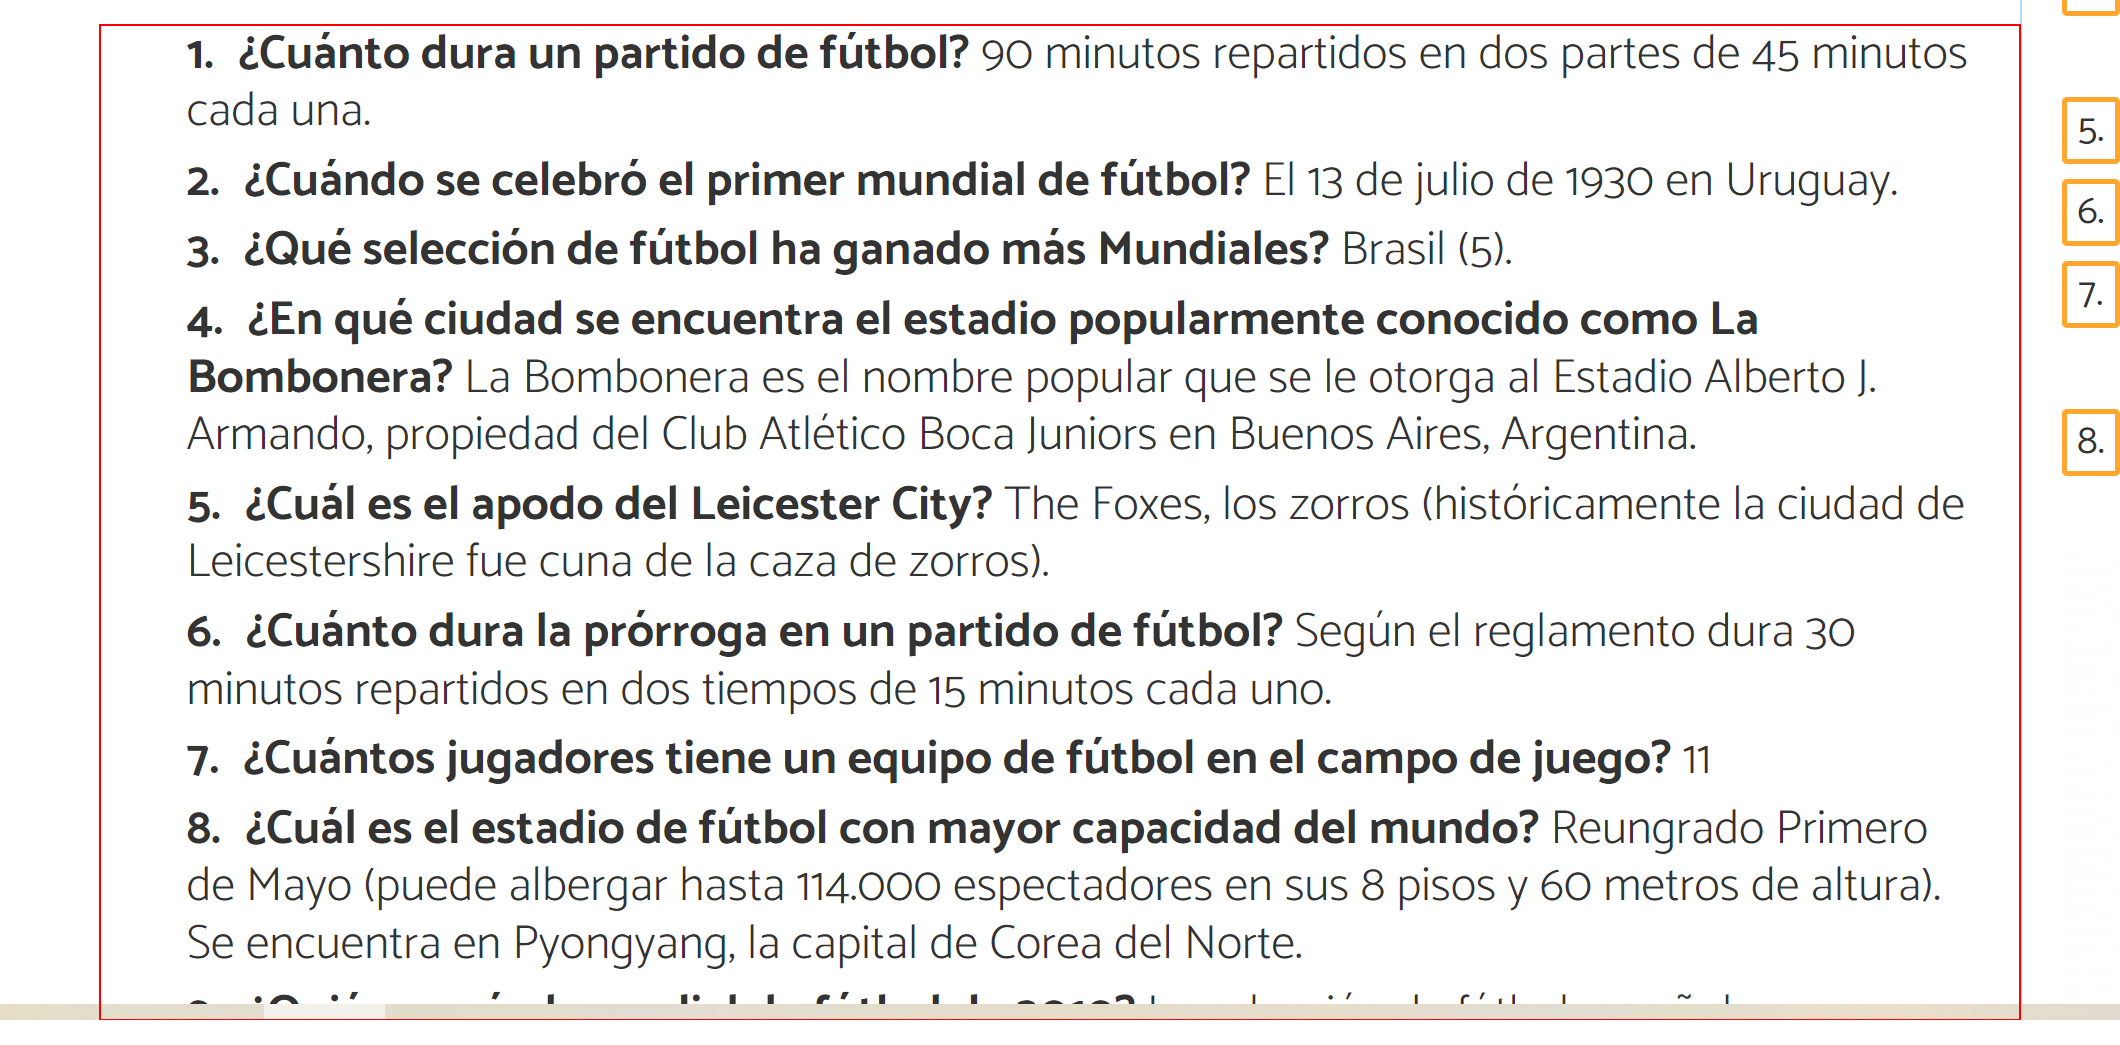 1. ¿Cuánto dura un partido de fútbol? 90 minutos repartidos en dos partes de 45 minutos
cada una.
2. ¿Cuándo se celebró el primer mundial de fútbol? El 13 de julio de 1930 en Uruguay.
3. ¿Qué selección de fútbol ha ganado más Mundiales? Brasil (5).
4. ¿En qué ciudad se encuentra el estadio popularmente conocido como La
Bombonera? La Bombonera es el nombre popular que se le otorga al Estadio Alberto J.
Armando, propiedad del Club Atlético Boca Juniors en Buenos Aires, Argentina.
5. ¿Cuál es el apodo del Leicester City? The Foxes, los zorros (históricamente la ciudad de
Leicestershire fue cuna de la caza de zorros).
6. ¿Cuánto dura la prórroga en un partido de fútbol? Según el reglamento dura 30
minutos repartidos en dos tiempos de 15 minutos cada uno.
7. ¿Cuántos jugadores tiene un equipo de fútbol en el campo de juego? 11
8. ¿Cuál es el estadio de fútbol con mayor capacidad del mundo? Reungrado Primero
de Mayo (puede albergar hasta 114.000 espectadores en sus 8 pisos y 60 metros de altura).
Se encuentra en Pyongyang, la capital de Corea del Norte.
5.
6.
7.
8.